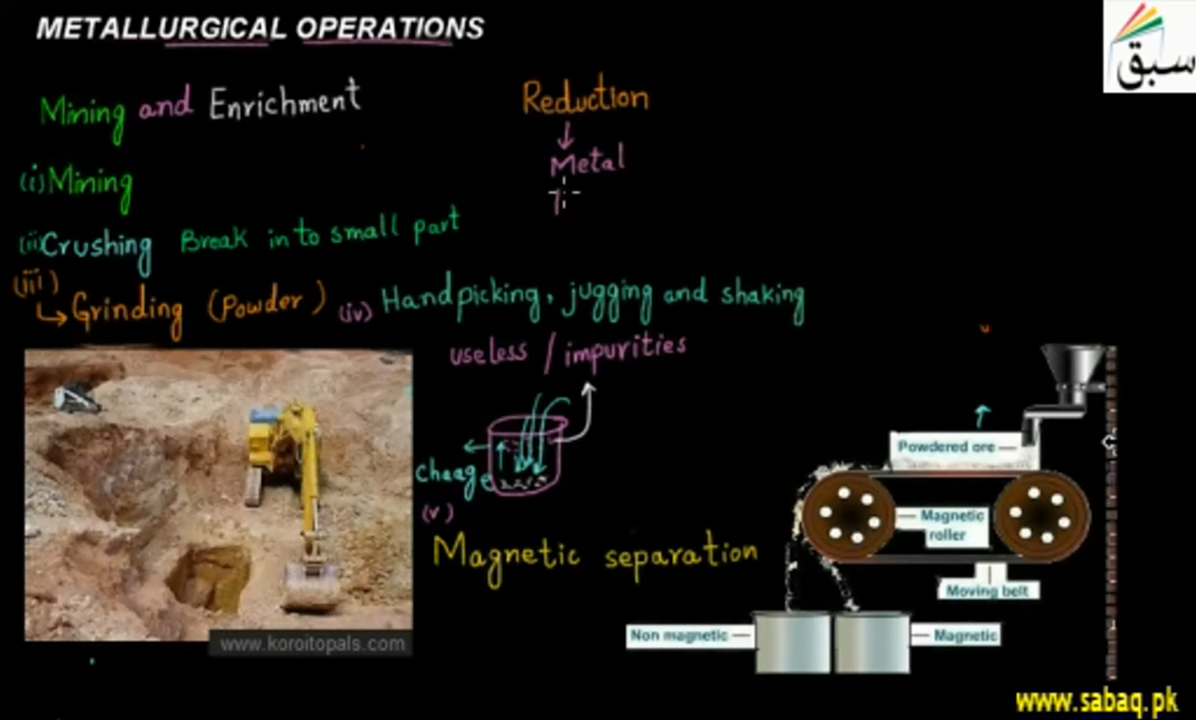 METALLURGICAL OPERATIONS
سبق
Mining and Enrichment
Reduction
Metal
(i) Mining
(ii) Crushing Break in to small part
(iii)
Grinding (Powder)
(iv) Handpicking, jugging and shaking
useless / impurities
Chaage
(v)
Magnetic separation
Powdered ore
Magnetic
roller
Moving belt
Non magnetic
Magnetic
www.koroitopals.com
www.sabaq.pk